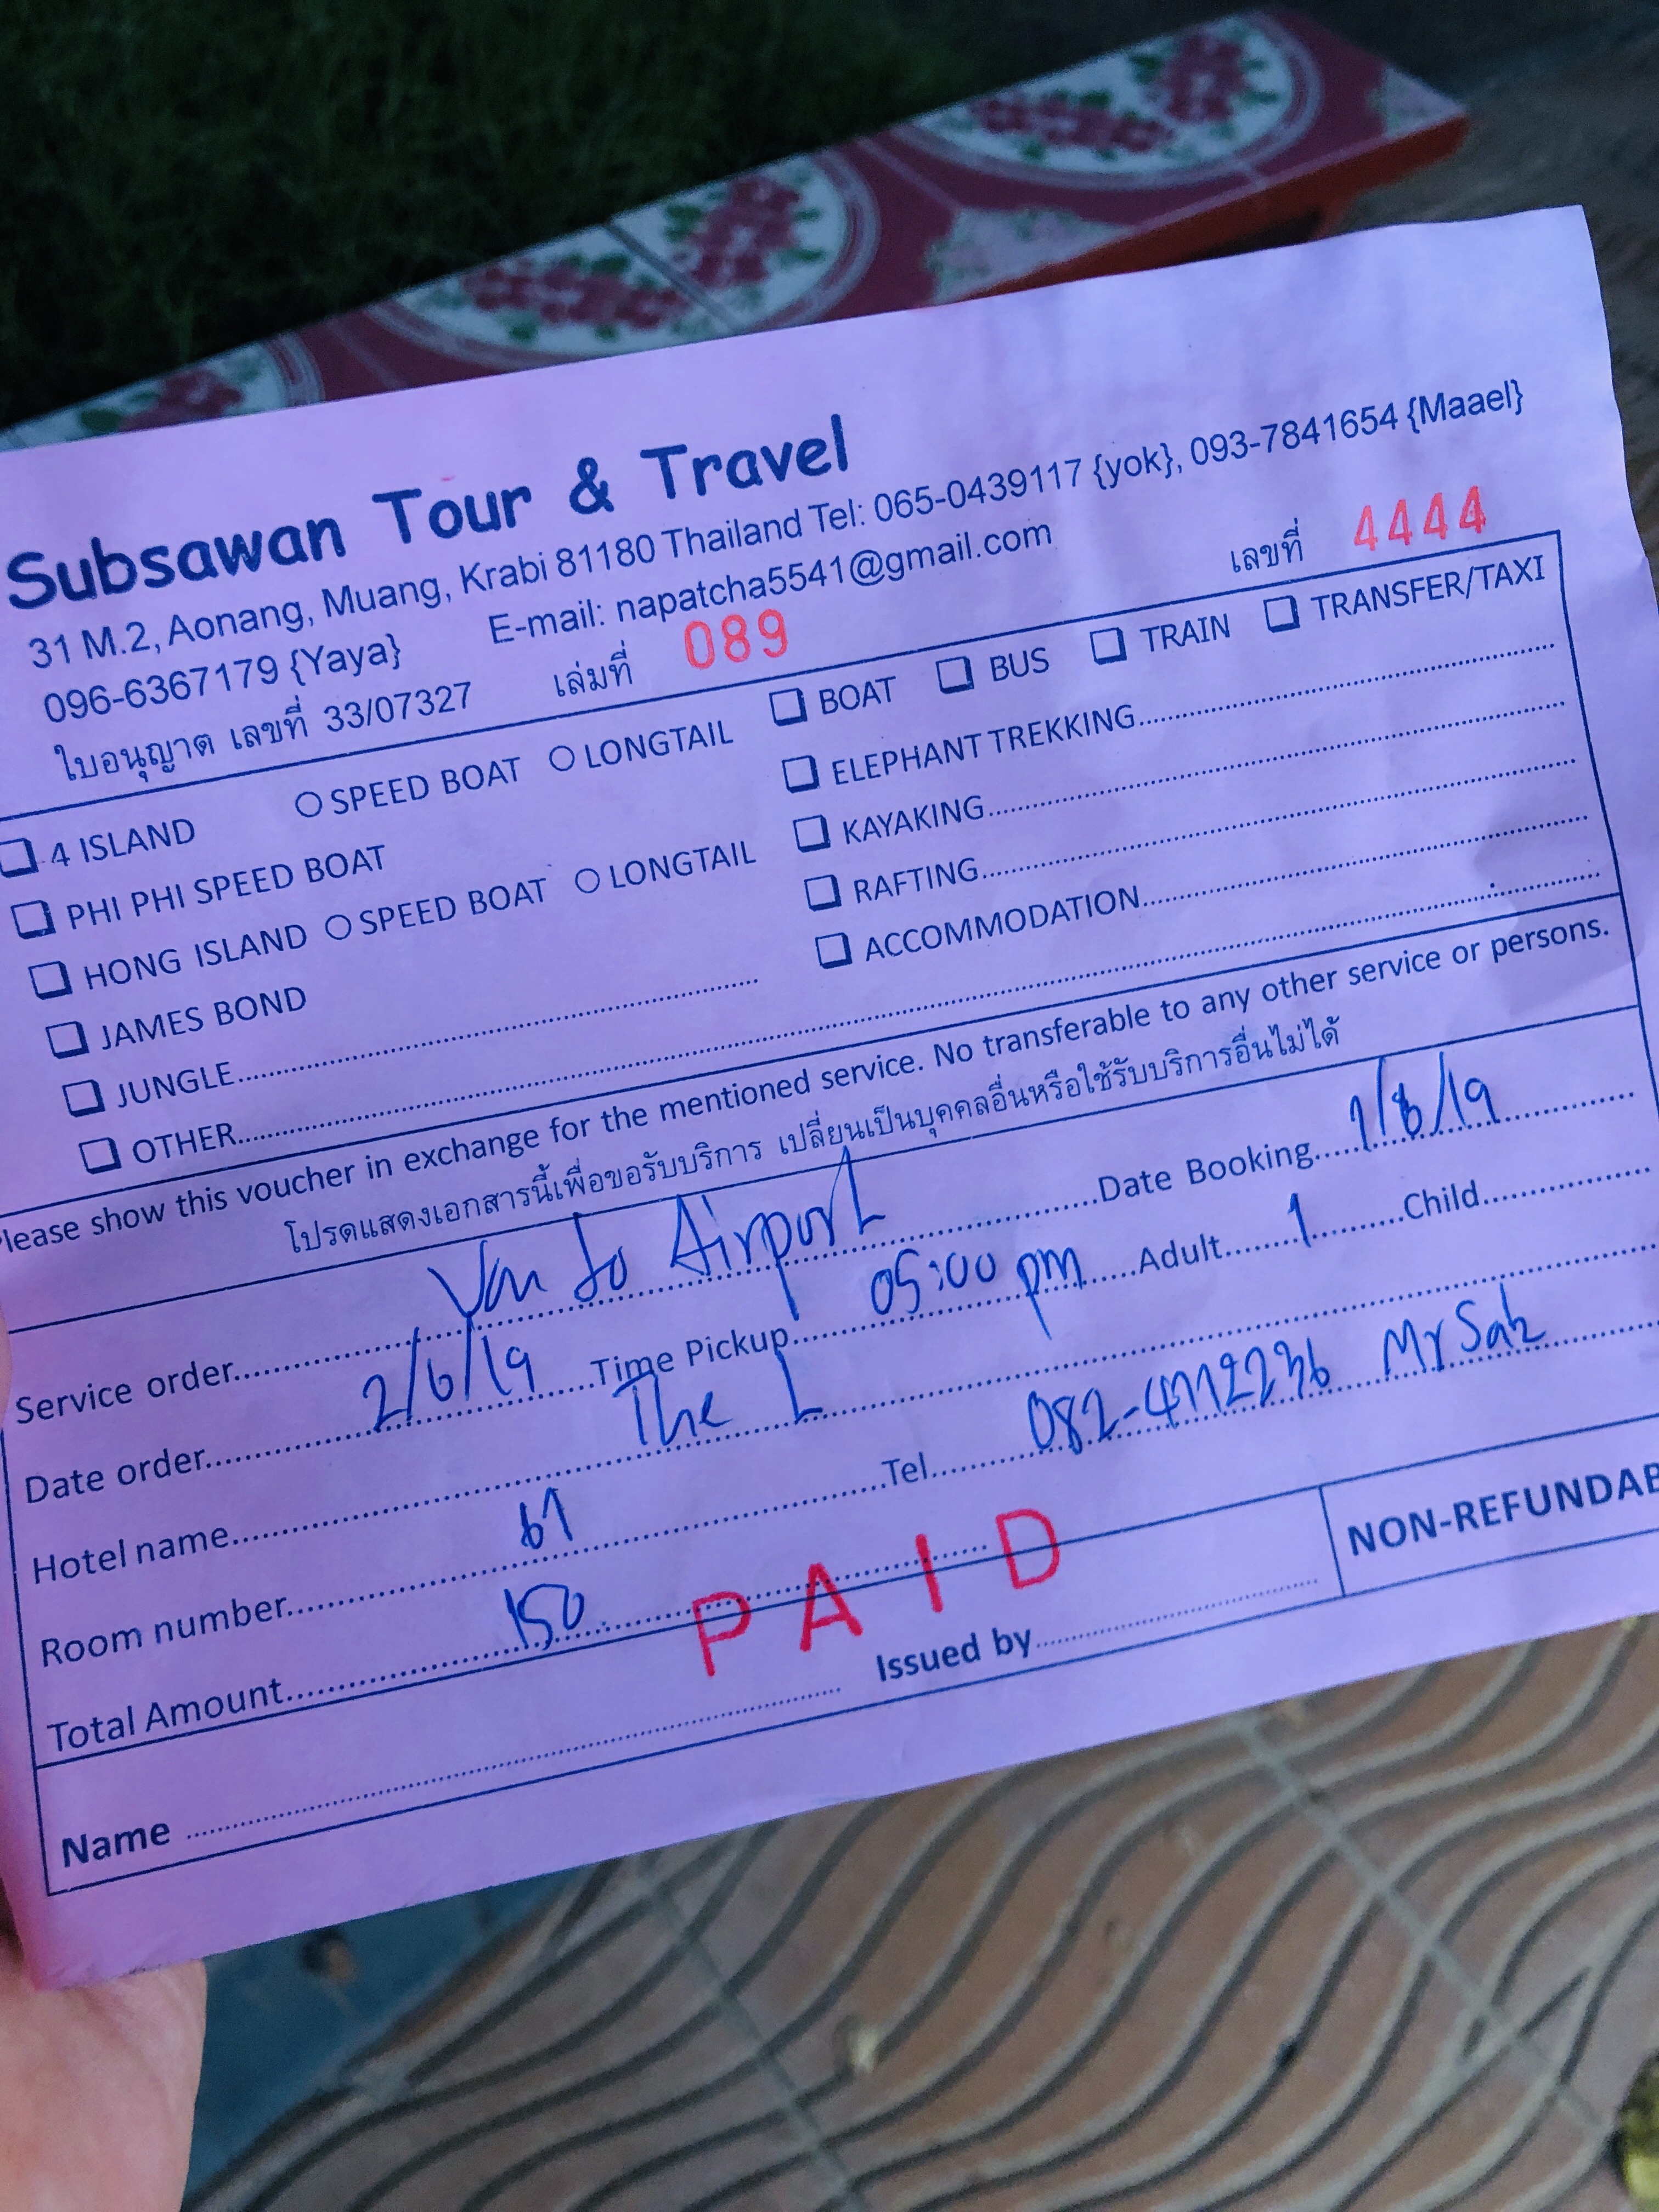 Subsawan Tour & Travel
31 M.2, Aonang, Muang, Krabi 81180 Thailand Tel: 065-0439117 {yok}, 093-7841654 {Maael}
096-6367179 {Yaya} E-mail: napatcha5541@gmail.com
ใบอนุญาต เลขที่ 33/07327 เล่มที่ 089 เลขที่ 4444
4 ISLAND SPEED BOAT LONGTAIL
PHI PHI SPEED BOAT
HONG ISLAND SPEED BOAT LONGTAIL
JAMES BOND
JUNGLE
OTHER
BOAT BUS TRAIN TRANSFER/TAXI
ELEPHANT TREKKING
KAYAKING
RAFTING
ACCOMMODATION
Please show this voucher in exchange for the mentioned service. No transferable to any other service or persons.
โปรดแสดงเอกสารนี้เพื่อขอรับบริการ เปลี่ยนเป็นบุคคลอื่นหรือใช้รับบริการอื่นไม่ได้
Service order Van to Airport Date Booking 1/6/19
Date order 2/6/19 Time Pickup 05:00 pm Adult 1 Child
Hotel name The L
Room number Tel Mr
Total Amount 150
PAID
Name Issued by NON-REFUNDAB